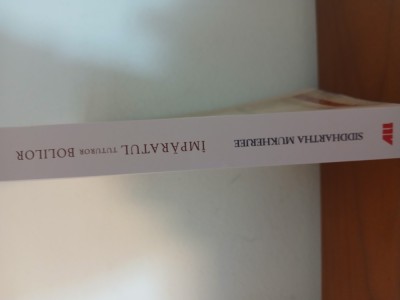 SIDDHARTHA MUKHERJEE
ÎMPĂRATUL TUTUROR BOLILOR